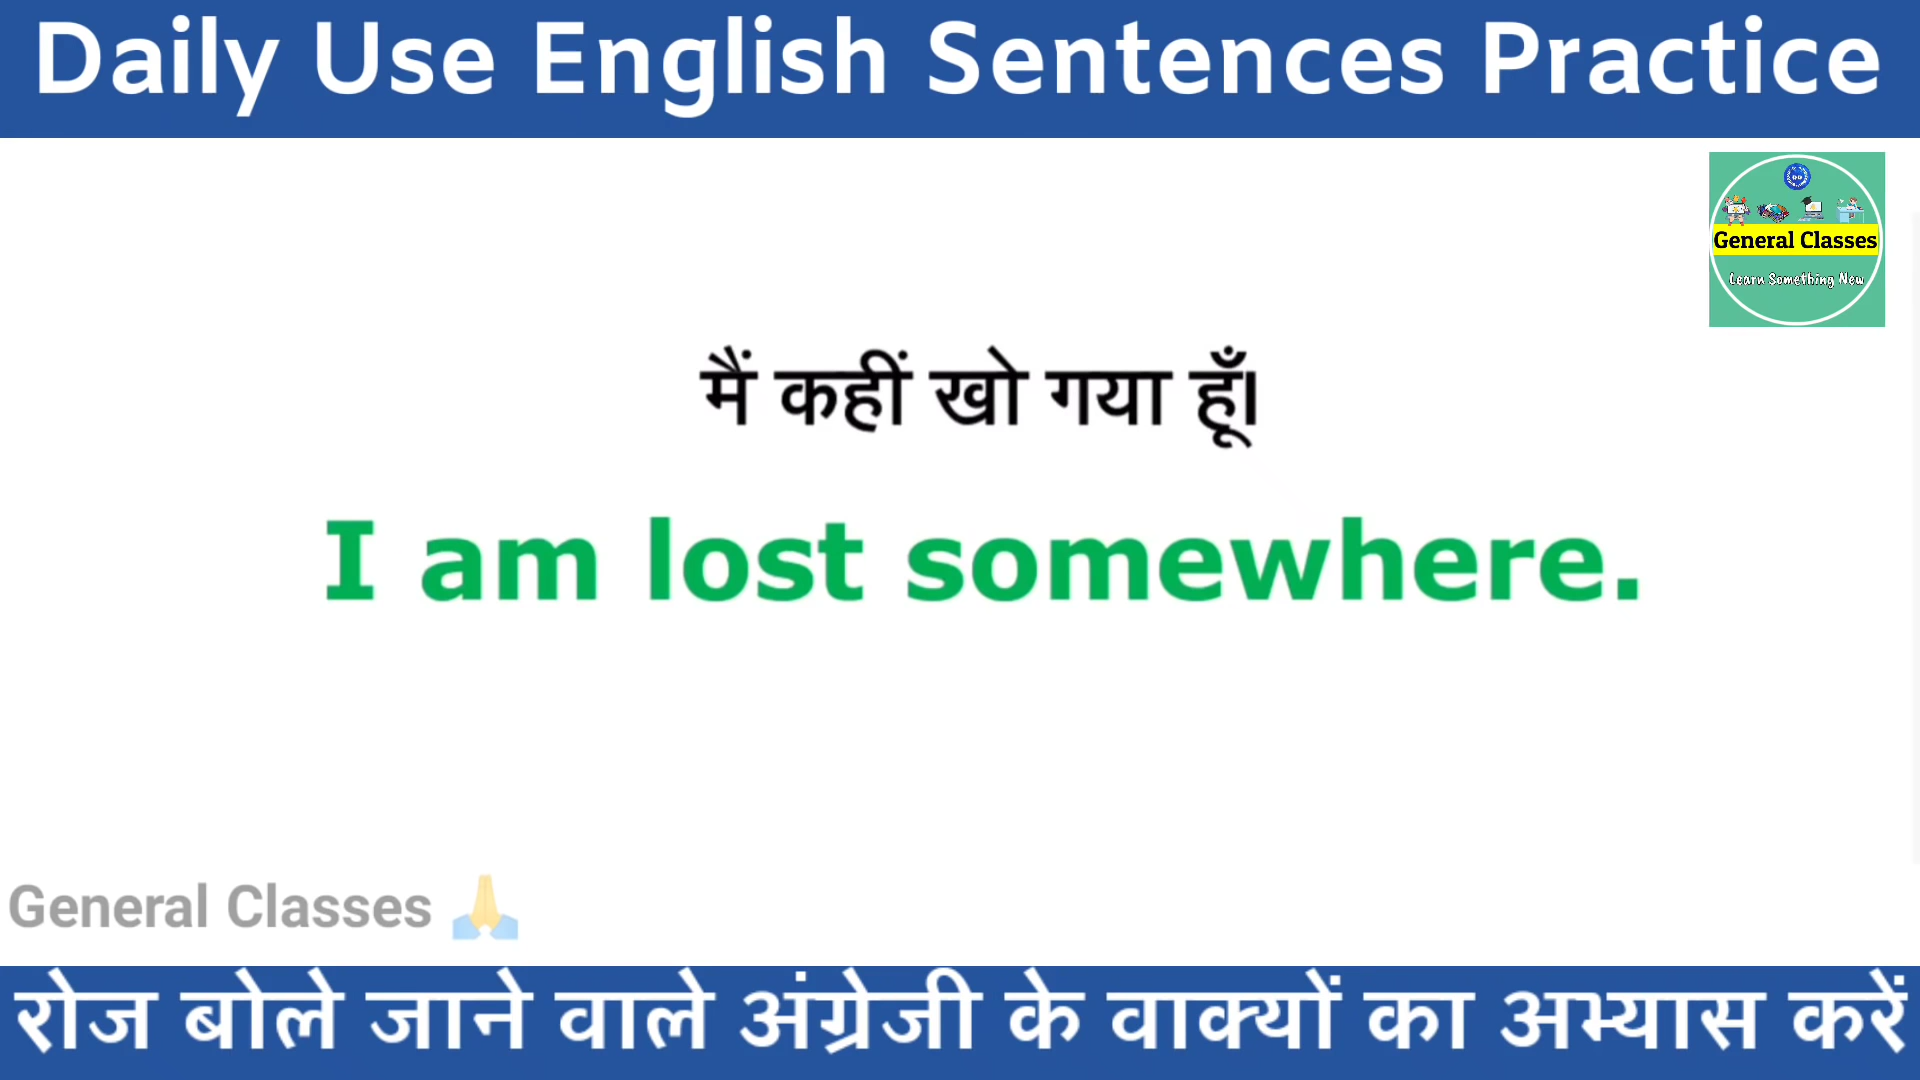 Daily Use English Sentences Practice
General Classes
Learn Something New
मैं कहीं खो गया हूँ।
I am lost somewhere.
General Classes 🙏
रोज बोले जाने वाले अंग्रेजी के वाक्यों का अभ्यास करें